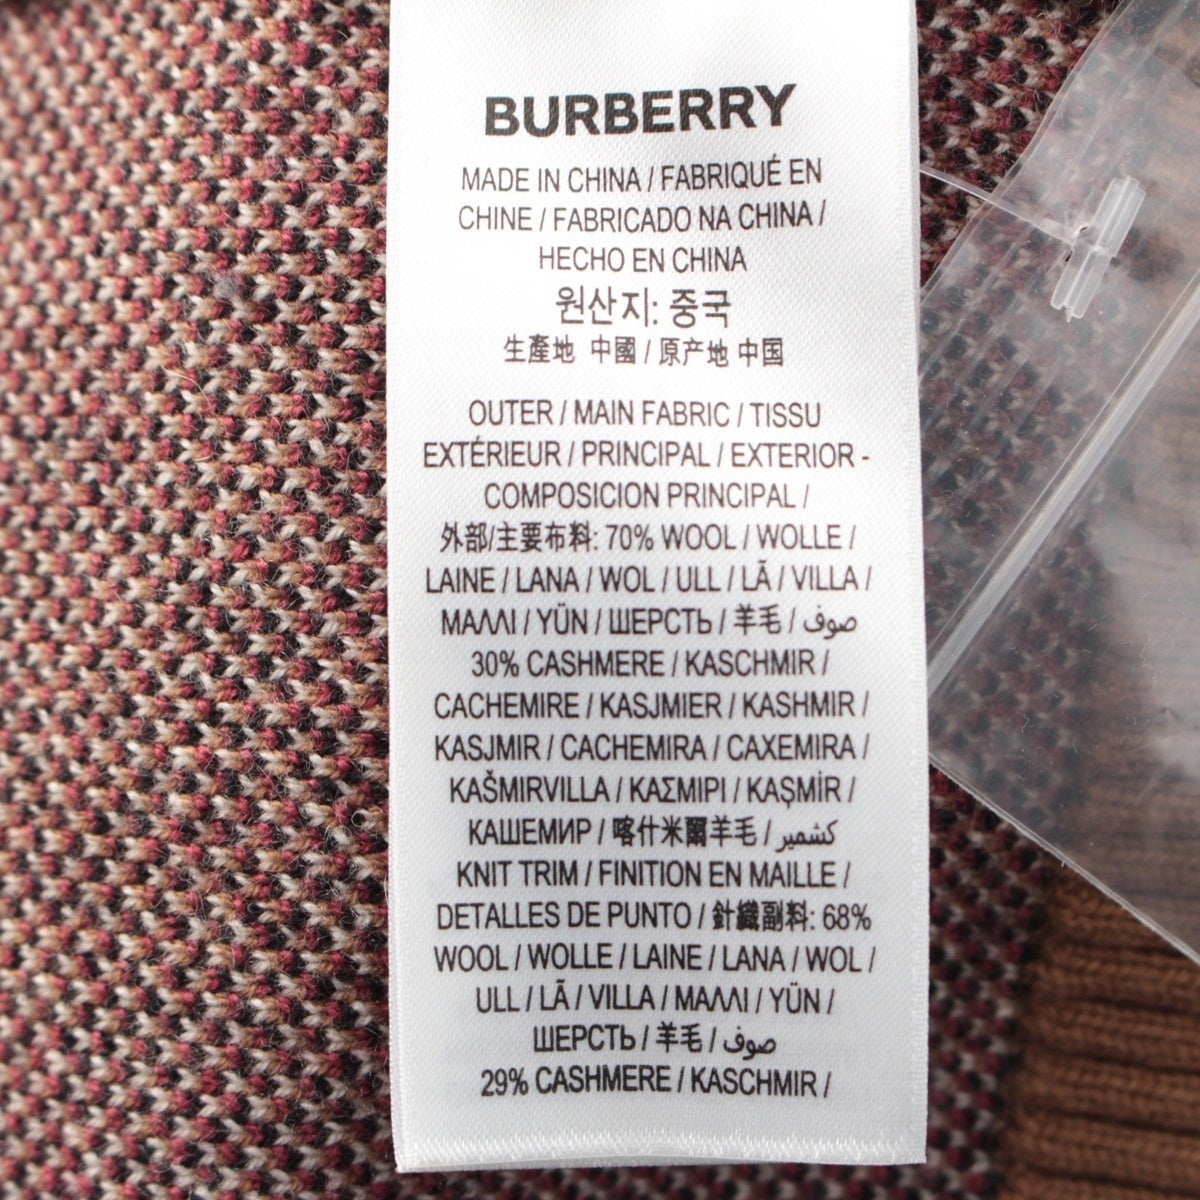 BURBERRY
MADE IN CHINA / FABRIQUÉ EN
CHINE / FABRICADO NA CHINA /
HECHO EN CHINA
원산지: 중국
生產地 中國 / 原产地 中国
OUTER / MAIN FABRIC / TISSU
EXTÉRIEUR / PRINCIPAL / EXTERIOR -
COMPOSICION PRINCIPAL /
外部/主要布料: 70% WOOL / WOLLE /
LAINE / LANA / WOL / ULL / LÃ / VILLA /
ΜΑΛΛΙ / YÜN / ШЕРСТЬ / 羊毛 / صوف
30% CASHMERE / KASCHMIR /
CACHEMIRE / KASJMIER / KASHMIR /
KASJMIR / CACHEMIRA / CAXEMIRA /
KAŠMIRVILLA / ΚΑΣΜΙΡΙ / KAŞMİR /
КАШЕМИР / 喀什米爾羊毛 / كشمير
KNIT TRIM / FINITION EN MAILLE /
DETALLES DE PUNTO / 針織副料: 68%
WOOL / WOLLE / LAINE / LANA / WOL /
ULL / LÃ / VILLA / ΜΑΛΛΙ / YÜN /
ШЕРСТЬ / 羊毛 / صوف
29% CASHMERE / KASCHMIR /